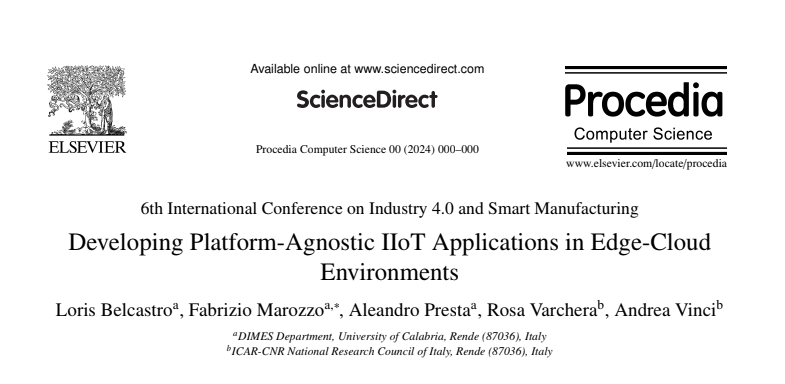 Available online at www.sciencedirect.com
ScienceDirect
Procedia Computer Science 00 (2024) 000–000
ELSEVIER
Procedia
Computer Science
www.elsevier.com/locate/procedia
6th International Conference on Industry 4.0 and Smart Manufacturing
Developing Platform-Agnostic IIoT Applications in Edge-Cloud
Environments
Loris Belcastroᵃ, Fabrizio Marozzoᵃ,*, Aleandro Prestaᵃ, Rosa Varcheraᵇ, Andrea Vinciᵇ
ᵃDIMES Department, University of Calabria, Rende (87036), Italy
ᵇICAR-CNR National Research Council of Italy, Rende (87036), Italy